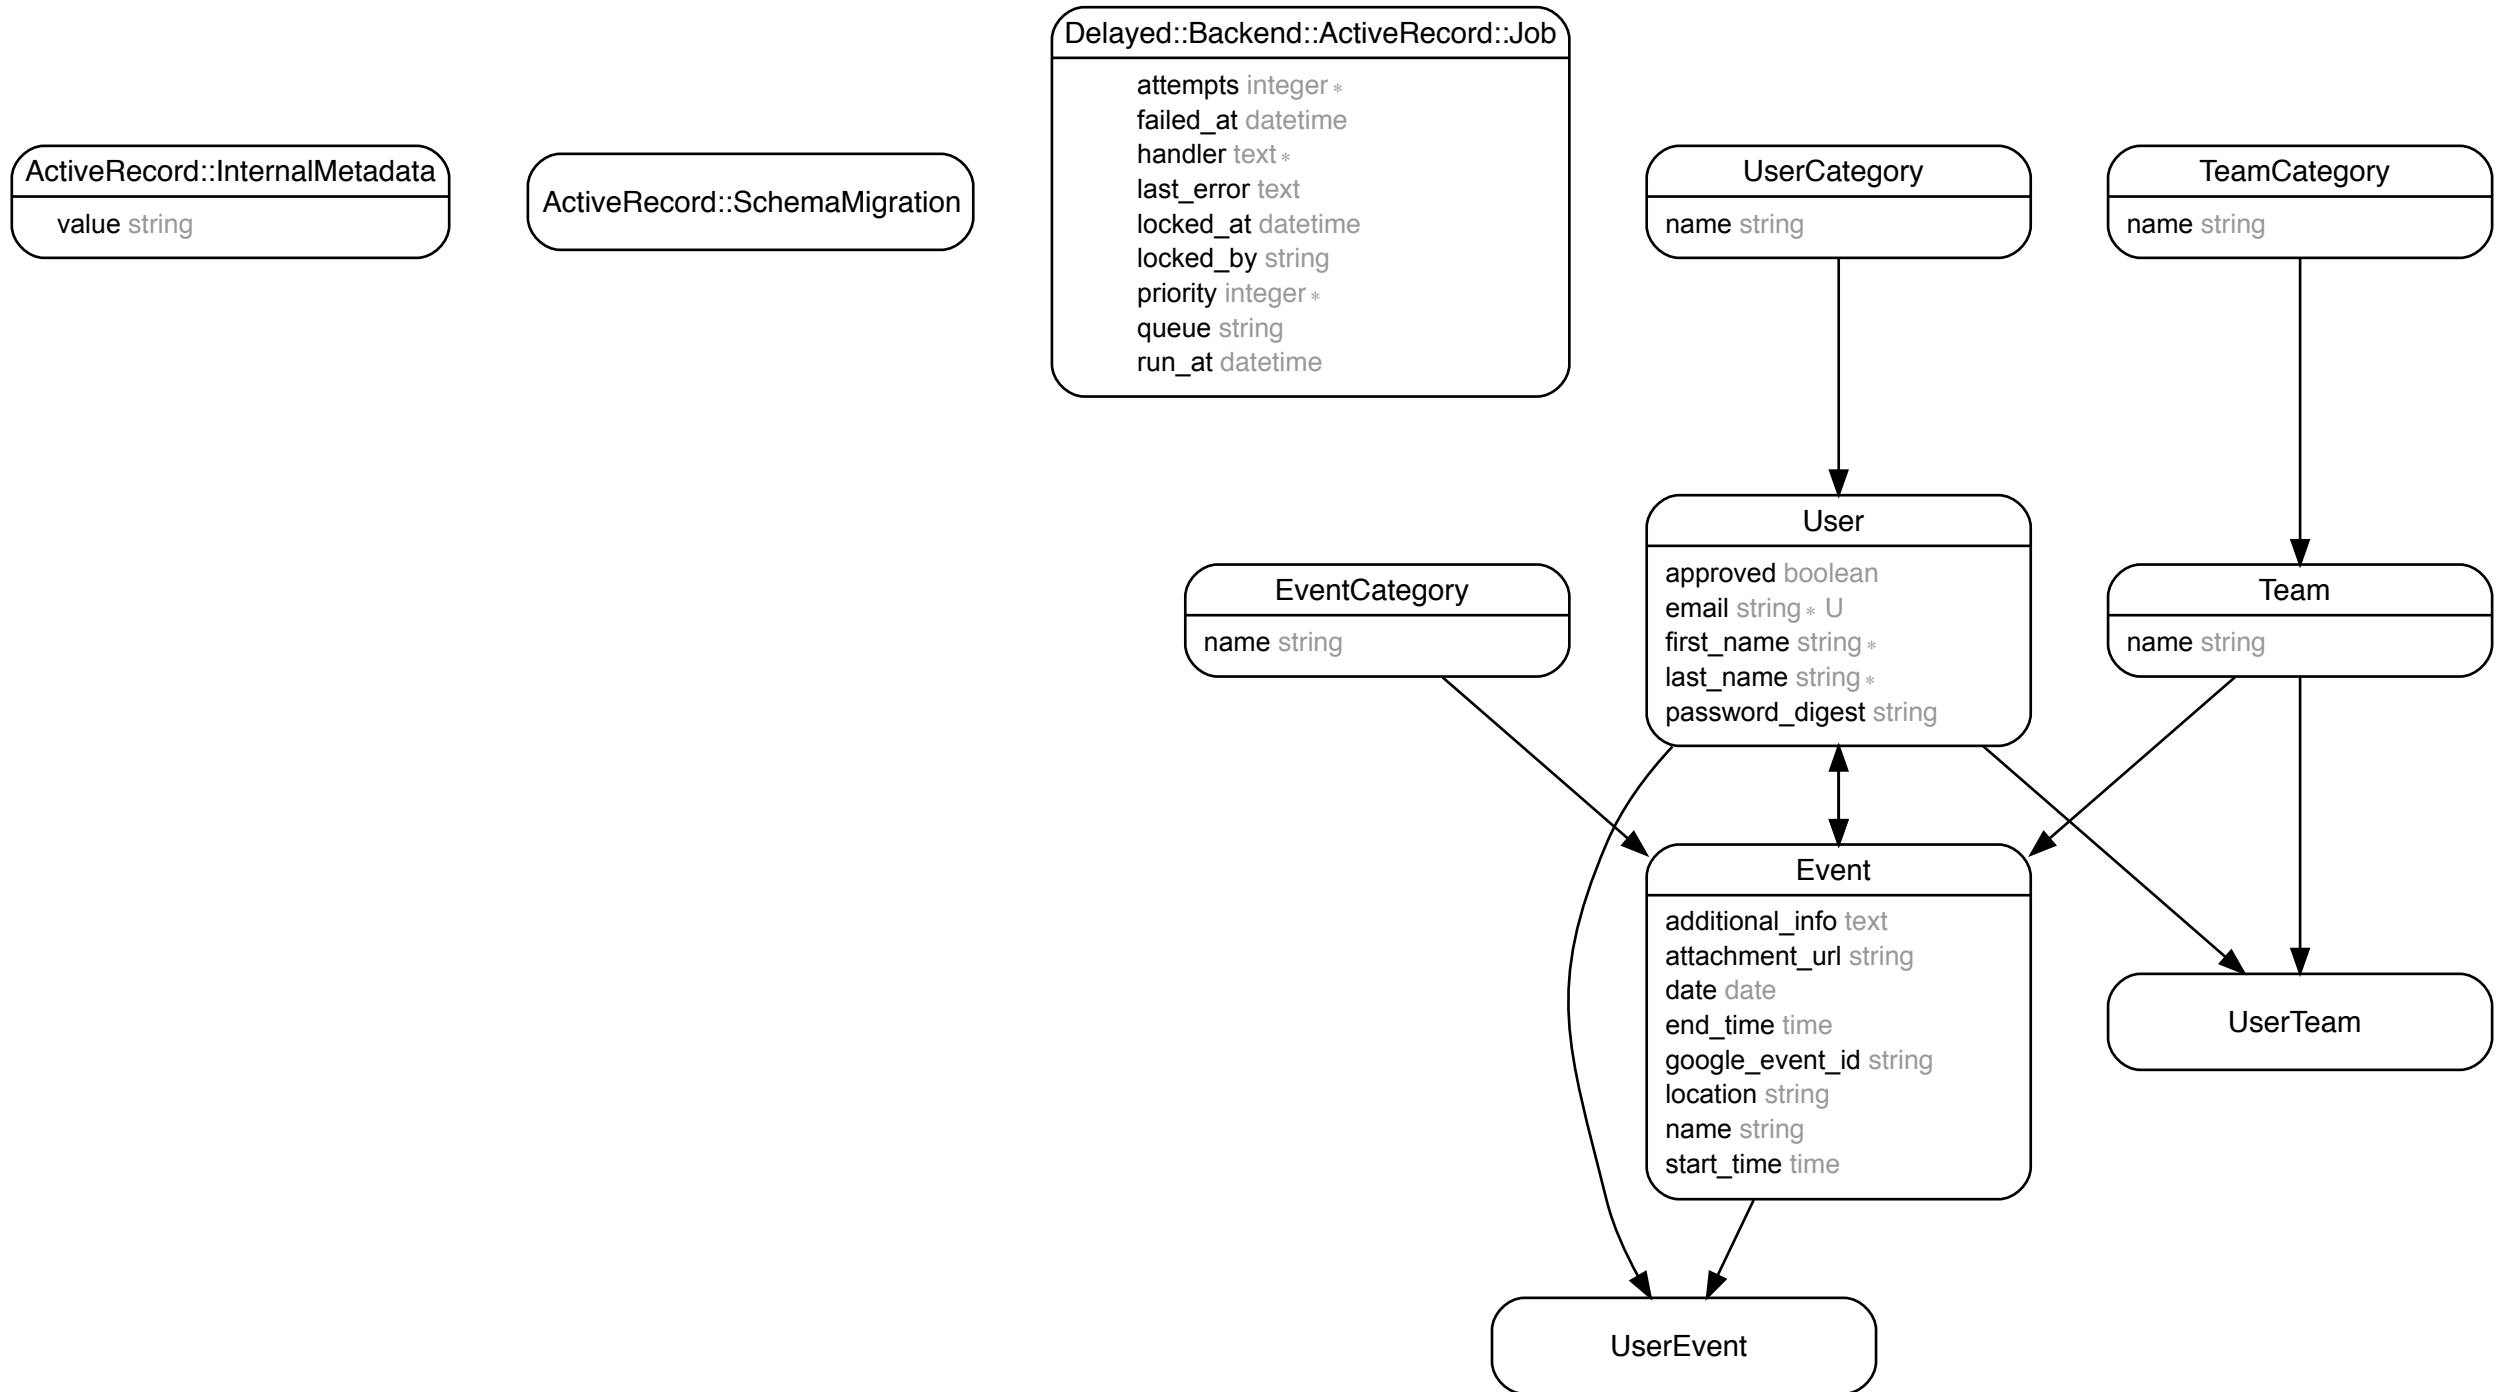 Delayed::Backend::ActiveRecord::Job
attempts integer *
failed_at datetime
handler text *
last_error text
locked_at datetime
locked_by string
priority integer *
queue string
run_at datetime
ActiveRecord::InternalMetadata
value string
ActiveRecord::SchemaMigration
UserCategory
name string
TeamCategory
name string
User
approved boolean
email string * U
first_name string *
last_name string *
password_digest string
EventCategory
name string
Team
name string
Event
additional_info text
attachment_url string
date date
end_time time
google_event_id string
location string
name string
start_time time
UserTeam
UserEvent